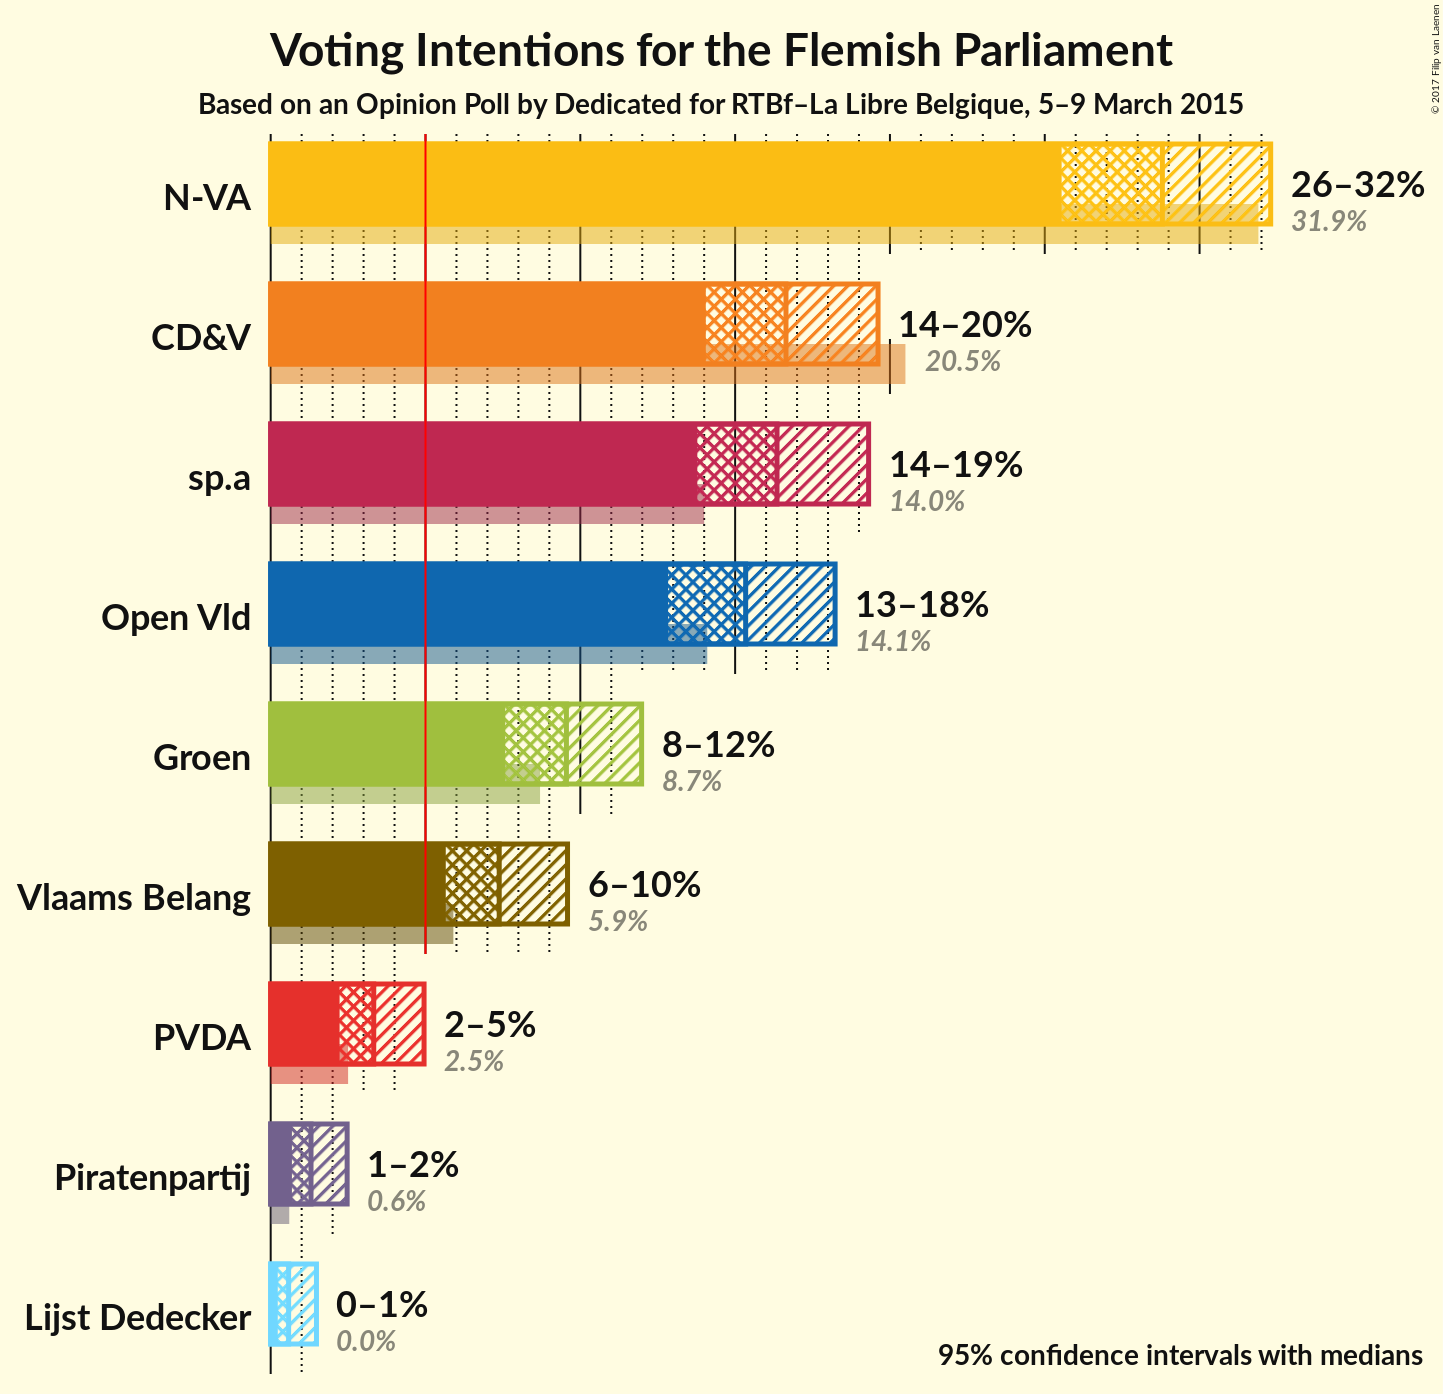 Voting Intentions for the Flemish Parliament
Based on an Opinion Poll by Dedicated for RTBf–La Libre Belgique, 5–9 March 2015
© 2017 Filip van Laenen
N-VA
26–32%
31.9%
CD&V
14–20%
20.5%
sp.a
14–19%
14.0%
Open Vld
13–18%
14.1%
Groen
8–12%
8.7%
Vlaams Belang
6–10%
5.9%
PVDA
2–5%
2.5%
Piratenpartij
1–2%
0.6%
Lijst Dedecker
0–1%
0.0%
95% confidence intervals with medians